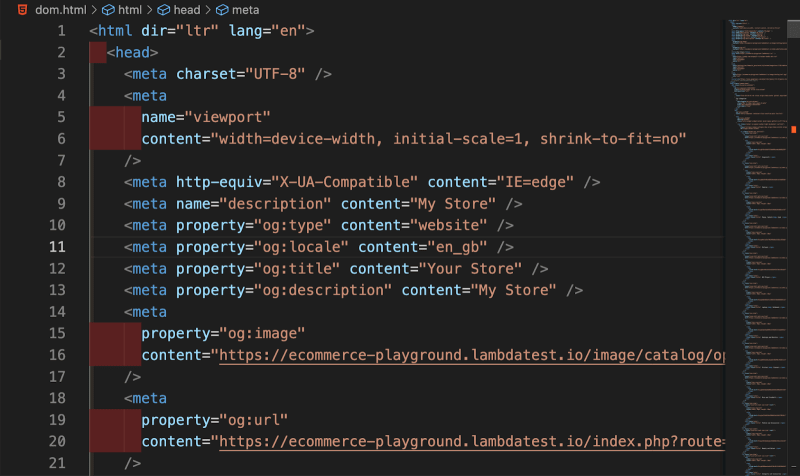 dom.html > html > head > meta
1 <html dir="ltr" lang="en">
2 <head>
3 <meta charset="UTF-8" />
4 <meta
5 name="viewport"
6 content="width=device-width, initial-scale=1, shrink-to-fit=no"
7 />
8 <meta http-equiv="X-UA-Compatible" content="IE=edge" />
9 <meta name="description" content="My Store" />
10 <meta property="og:type" content="website" />
11 <meta property="og:locale" content="en_gb" />
12 <meta property="og:title" content="Your Store" />
13 <meta property="og:description" content="My Store" />
14 <meta
15 property="og:image"
16 content="https://ecommerce-playground.lambdatest.io/image/catalog/op
17 />
18 <meta
19 property="og:url"
20 content="https://ecommerce-playground.lambdatest.io/index.php?route=
21 />